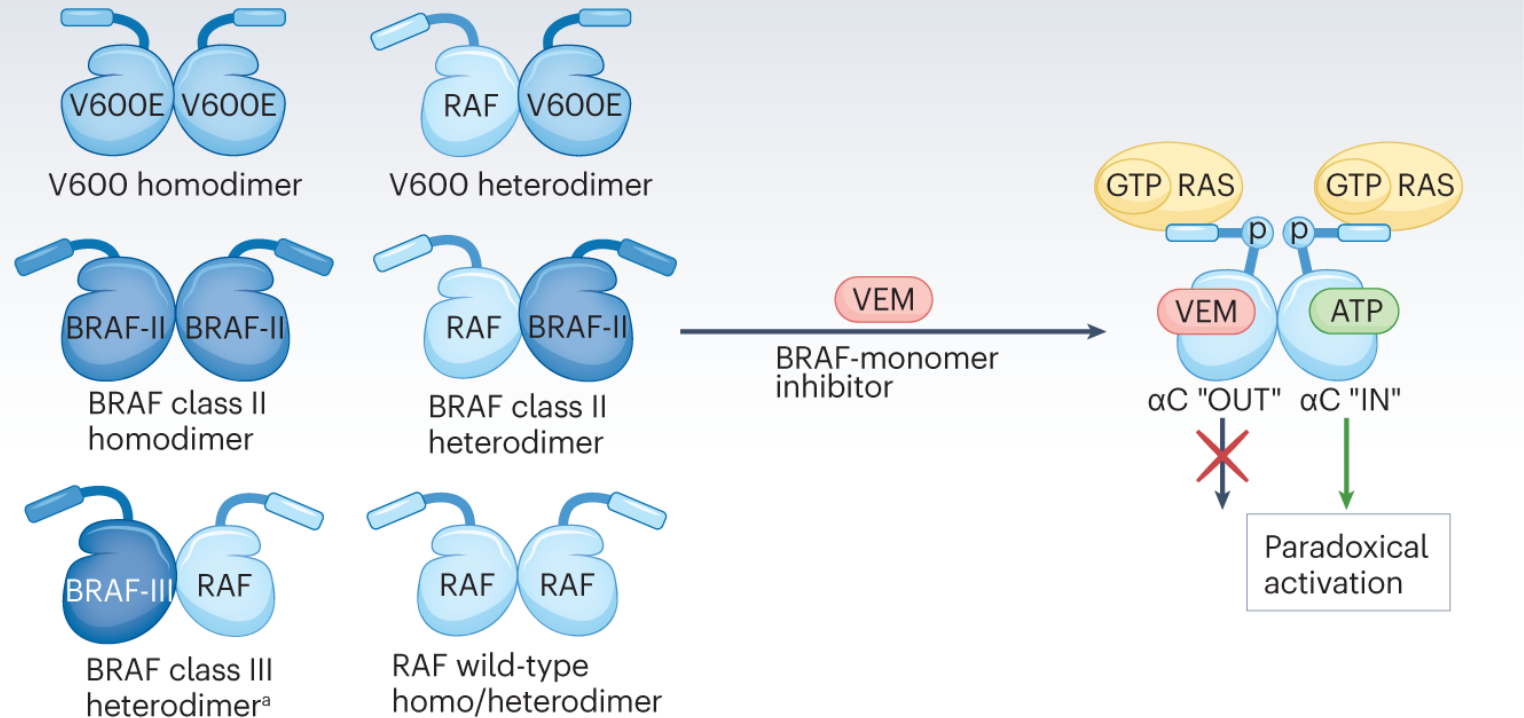 V600E V600E
V600 homodimer
RAF V600E
V600 heterodimer
BRAF-II BRAF-II
BRAF class II
homodimer
RAF BRAF-II
BRAF class II
heterodimer
BRAF-III RAF
BRAF class III
heterodimerᵃ
RAF RAF
RAF wild-type
homo/heterodimer
VEM
BRAF-monomer
inhibitor
GTP RAS
GTP RAS
p p
VEM ATP
αC "OUT" αC "IN"
Paradoxical
activation